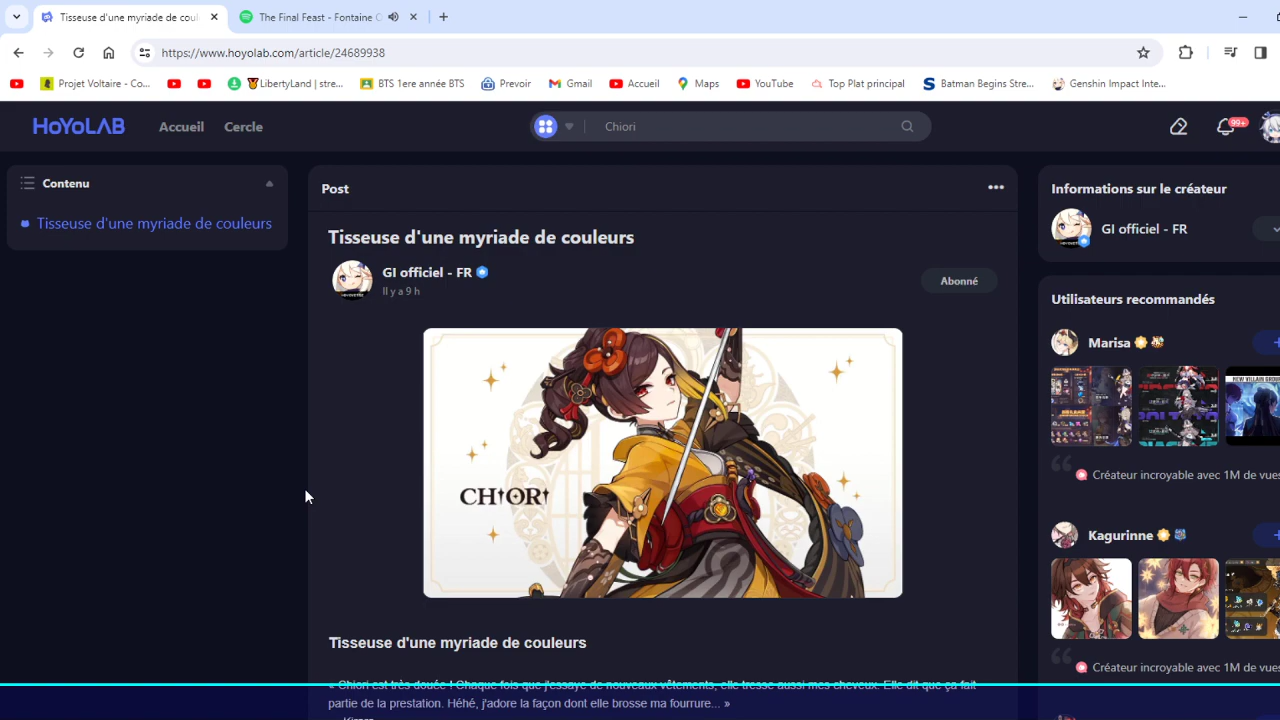 Tisseuse d'une myriade de coul
The Final Feast - Fontaine O
https://www.hoyolab.com/article/24689938
Projet Voltaire - Co...
LibertyLand | stre...
BTS 1ere année BTS
Prevoir
Gmail
Accueil
Maps
YouTube
Top Plat principal
Batman Begins Stre...
Genshin Impact Inte...
HoYoLAB
Accueil
Cercle
Chiori
99+
Contenu
Tisseuse d'une myriade de couleurs
Post
Tisseuse d'une myriade de couleurs
GI officiel - FR
Il y a 9 h
Abonné
CHIORI
Tisseuse d'une myriade de couleurs
« Chiori est très douée ! Chaque fois que j'essaye de nouveaux vêtements, elle tresse aussi mes cheveux. Elle dit que ça fait
partie de la prestation. Héhé, j'adore la façon dont elle brosse ma fourrure... »
Informations sur le créateur
GI officiel - FR
Utilisateurs recommandés
Marisa
Créateur incroyable avec 1M de vues
Kagurinne
Créateur incroyable avec 1M de vues